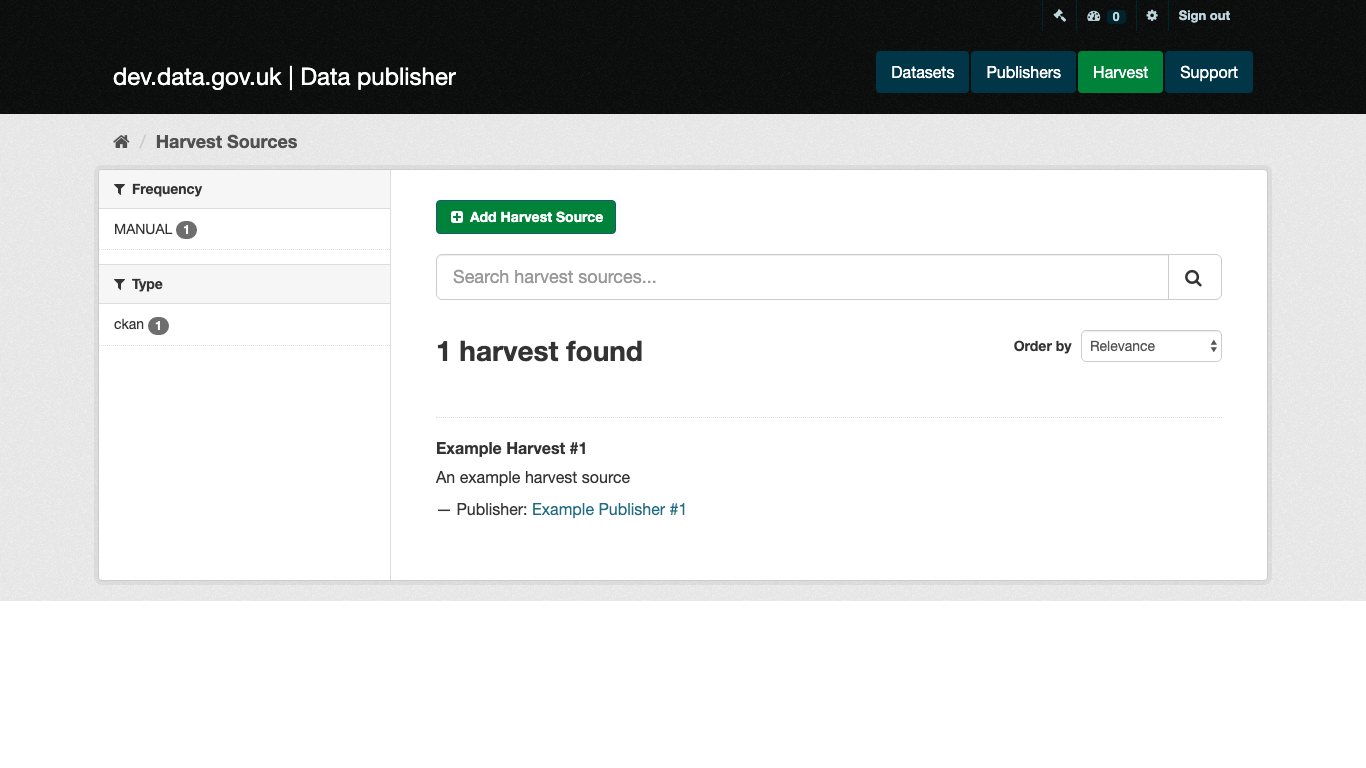 0 Sign out
dev.data.gov.uk | Data publisher
Datasets Publishers Harvest Support
/ Harvest Sources
Frequency
MANUAL 1
Type
ckan 1
Add Harvest Source
Search harvest sources...
1 harvest found
Order by Relevance
Example Harvest #1
An example harvest source
— Publisher: Example Publisher #1